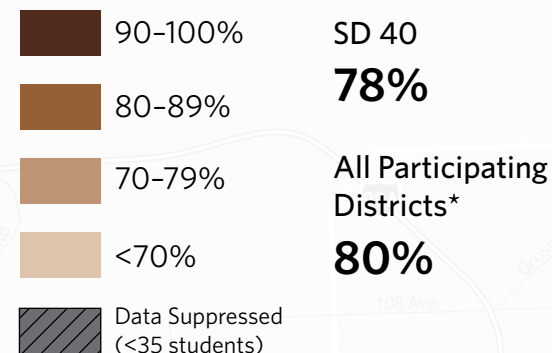 90–100%
80–89%
70–79%
<70%
Data Suppressed
(<35 students)
SD 40
78%
All Participating
Districts*
80%
108 Ave